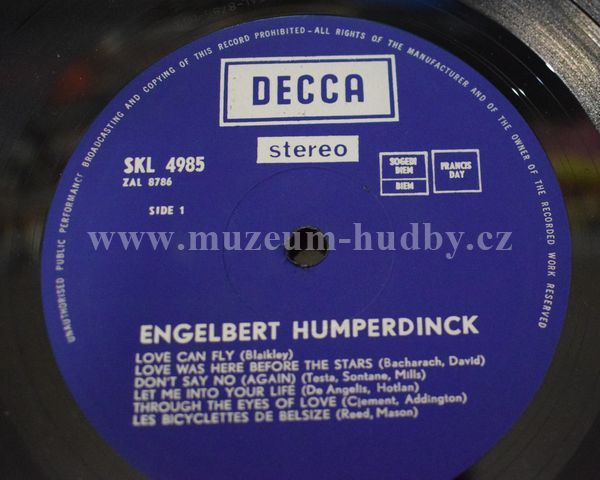 UNAUTHORISED PUBLIC PERFORMANCE BROADCASTING AND COPYING OF THIS RECORD PROHIBITED – ALL RIGHTS OF THE MANUFACTURER AND OF THE OWNER OF THE RECORDED WORK RESERVED
DECCA
stereo
SKL 4985
ZAL 8786
SOGEDI
DIEM
BIEM
FRANCIS
DAY
SIDE 1
www.muzeum-hudby.cz
ENGELBERT HUMPERDINCK
LOVE CAN FLY (Blaikley)
LOVE WAS HERE BEFORE THE STARS (Bacharach, David)
DON'T SAY NO (AGAIN) (Testa, Sontane, Mills)
LET ME INTO YOUR LIFE (De Angelis, Hotlan)
THROUGH THE EYES OF LOVE (Clement, Addington)
LES BICYCLETTES DE BELSIZE (Reed, Mason)